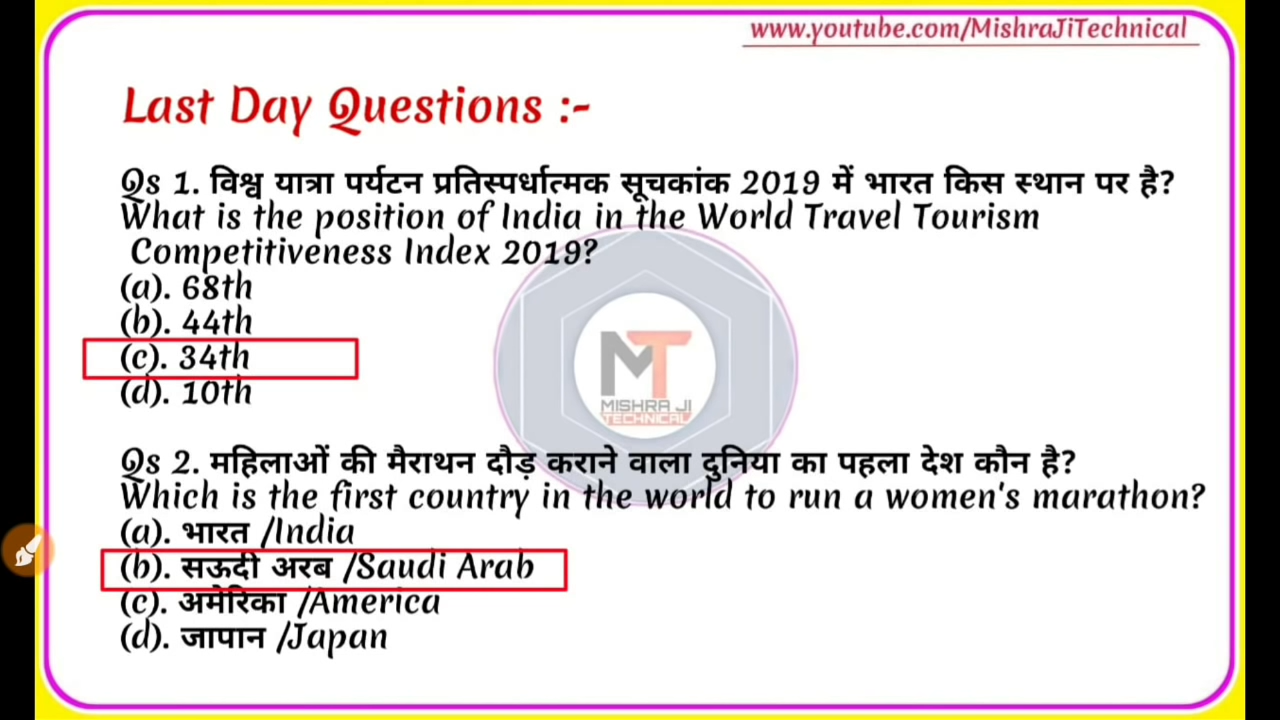 www.youtube.com/MishraJiTechnical
Last Day Questions :-
Qs 1. विश्व यात्रा पर्यटन प्रतिस्पर्धात्मक सूचकांक 2019 में भारत किस स्थान पर है?
What is the position of India in the World Travel Tourism
Competitiveness Index 2019?
(a). 68th
(b). 44th
(c). 34th
(d). 10th
MT
MISHRA JI
TECHNICAL
Qs 2. महिलाओं की मैराथन दौड़ कराने वाला दुनिया का पहला देश कौन है?
Which is the first country in the world to run a women's marathon?
(a). भारत /India
(b). सऊदी अरब /Saudi Arab
(c). अमेरिका /America
(d). जापान /Japan